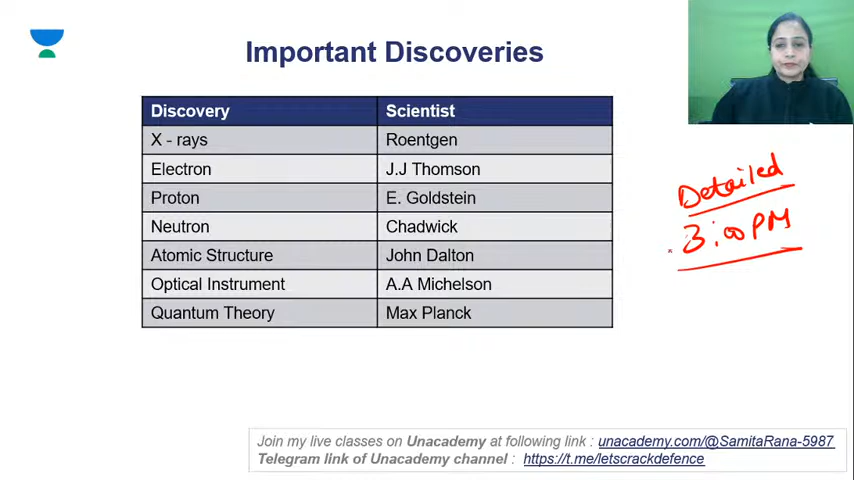 Important Discoveries
Discovery Scientist
X - rays Roentgen
Electron J.J Thomson
Proton E. Goldstein
Neutron Chadwick
Atomic Structure John Dalton
Optical Instrument A.A Michelson
Quantum Theory Max Planck
Detailed
3:00 PM
Join my live classes on Unacademy at following link : unacademy.com/@SamitaRana-5987
Telegram link of Unacademy channel : https://t.me/letscrackdefence